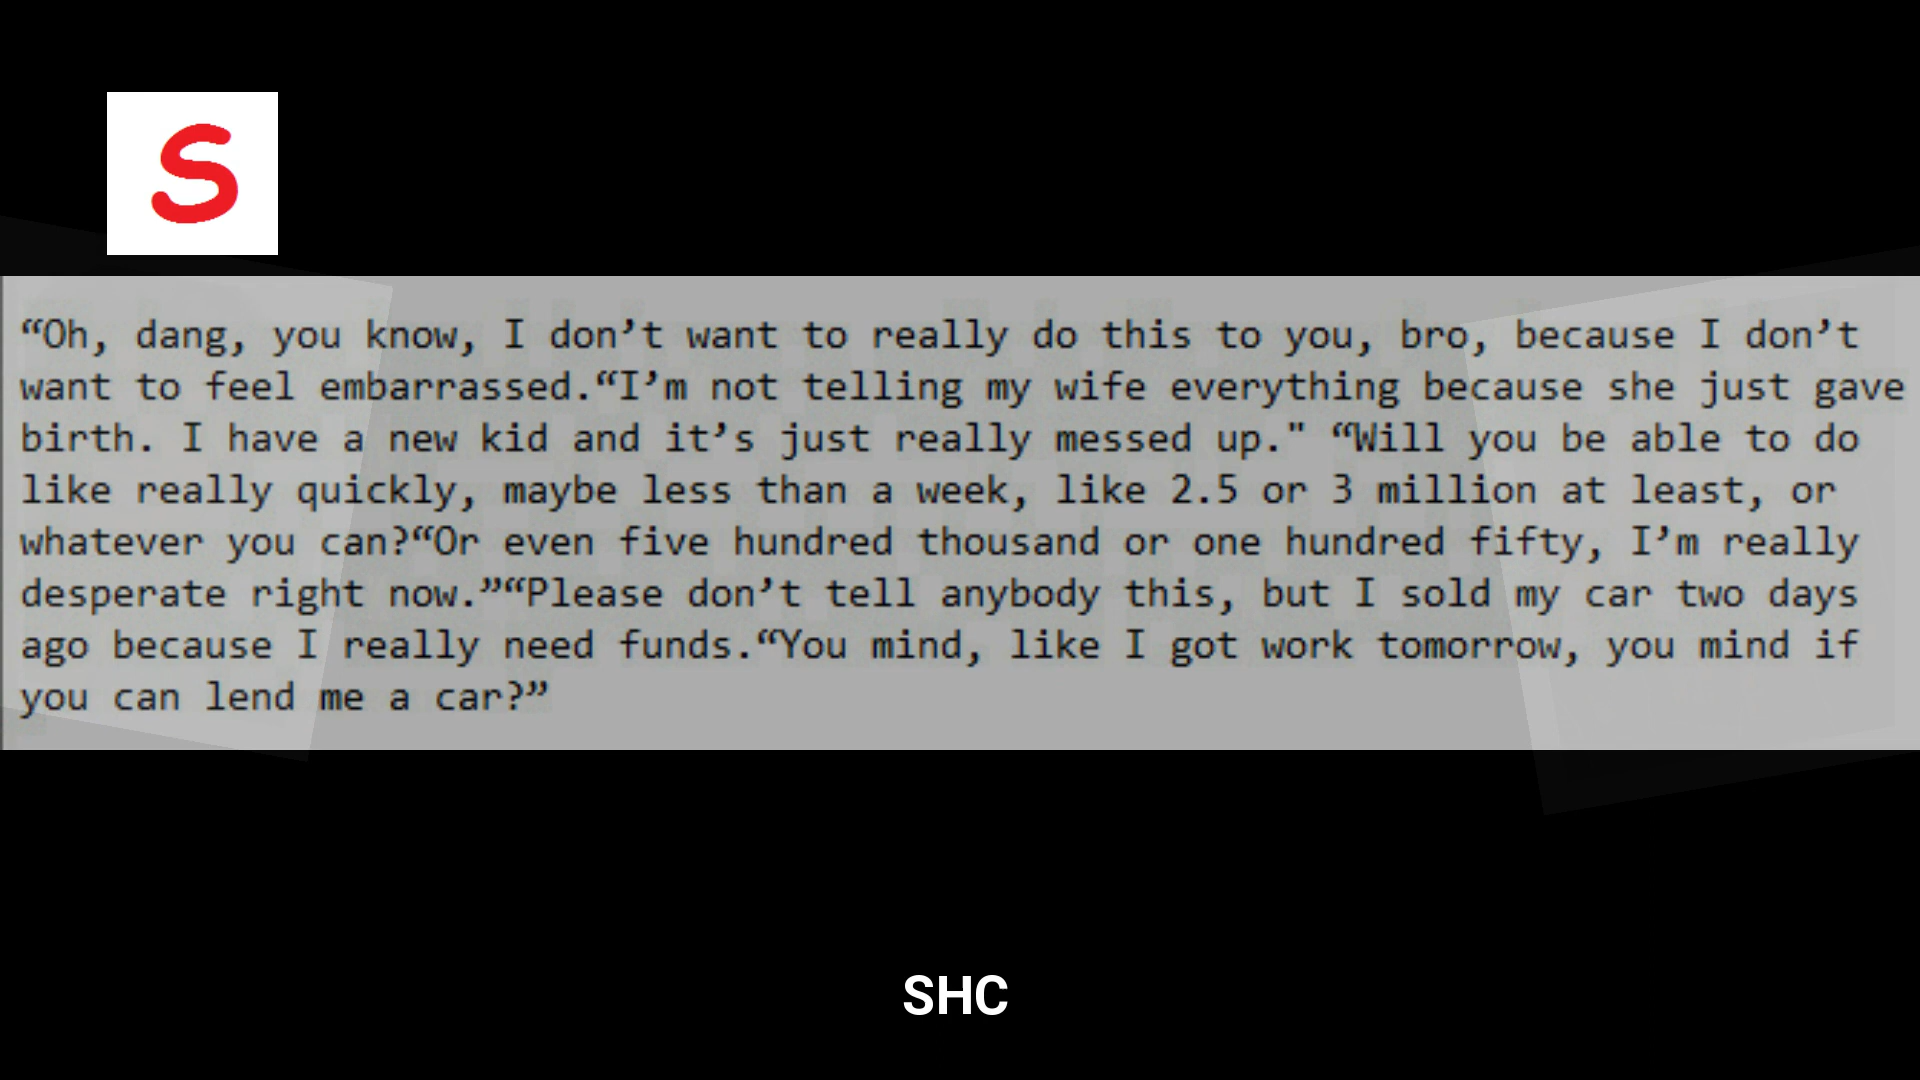 S
“Oh, dang, you know, I don’t want to really do this to you, bro, because I don’t
want to feel embarrassed.“I’m not telling my wife everything because she just gave
birth. I have a new kid and it’s just really messed up." “Will you be able to do
like really quickly, maybe less than a week, like 2.5 or 3 million at least, or
whatever you can?“Or even five hundred thousand or one hundred fifty, I’m really
desperate right now.”“Please don’t tell anybody this, but I sold my car two days
ago because I really need funds.“You mind, like I got work tomorrow, you mind if
you can lend me a car?”
SHC